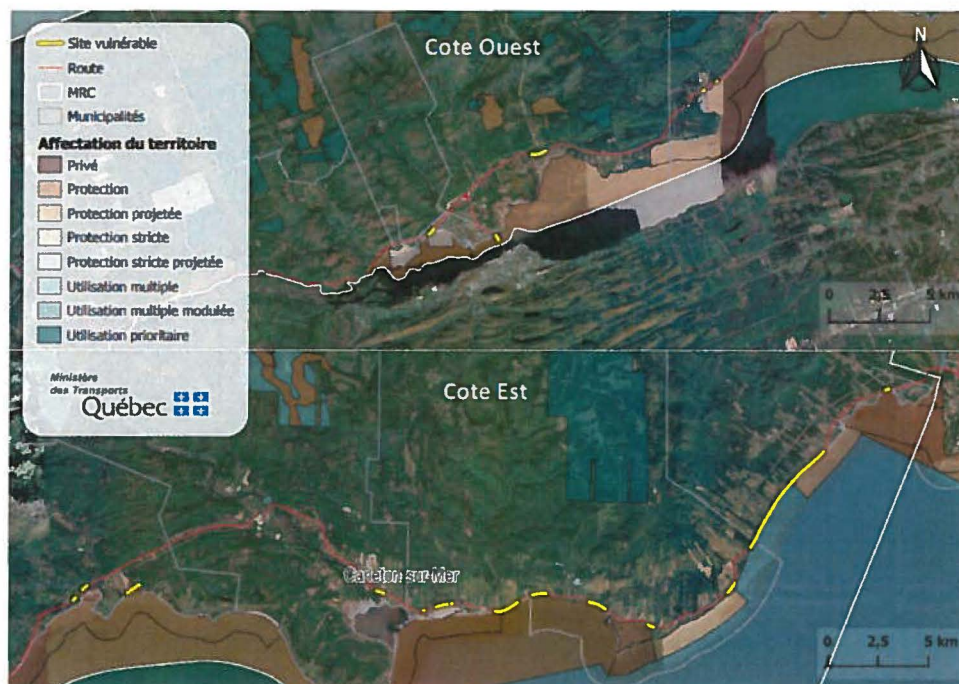 Site vulnérable
Route
MRC
Municipalités
Affectation du territoire
Privé
Protection
Protection projetée
Protection stricte
Protection stricte projetée
Utilisation multiple
Utilisation multiple modulée
Utilisation prioritaire
Ministère
des Transports
Québec
Cote Ouest
N
0 2,5 5 km
Cote Est
Carleton-sur-Mer
0 2,5 5 km